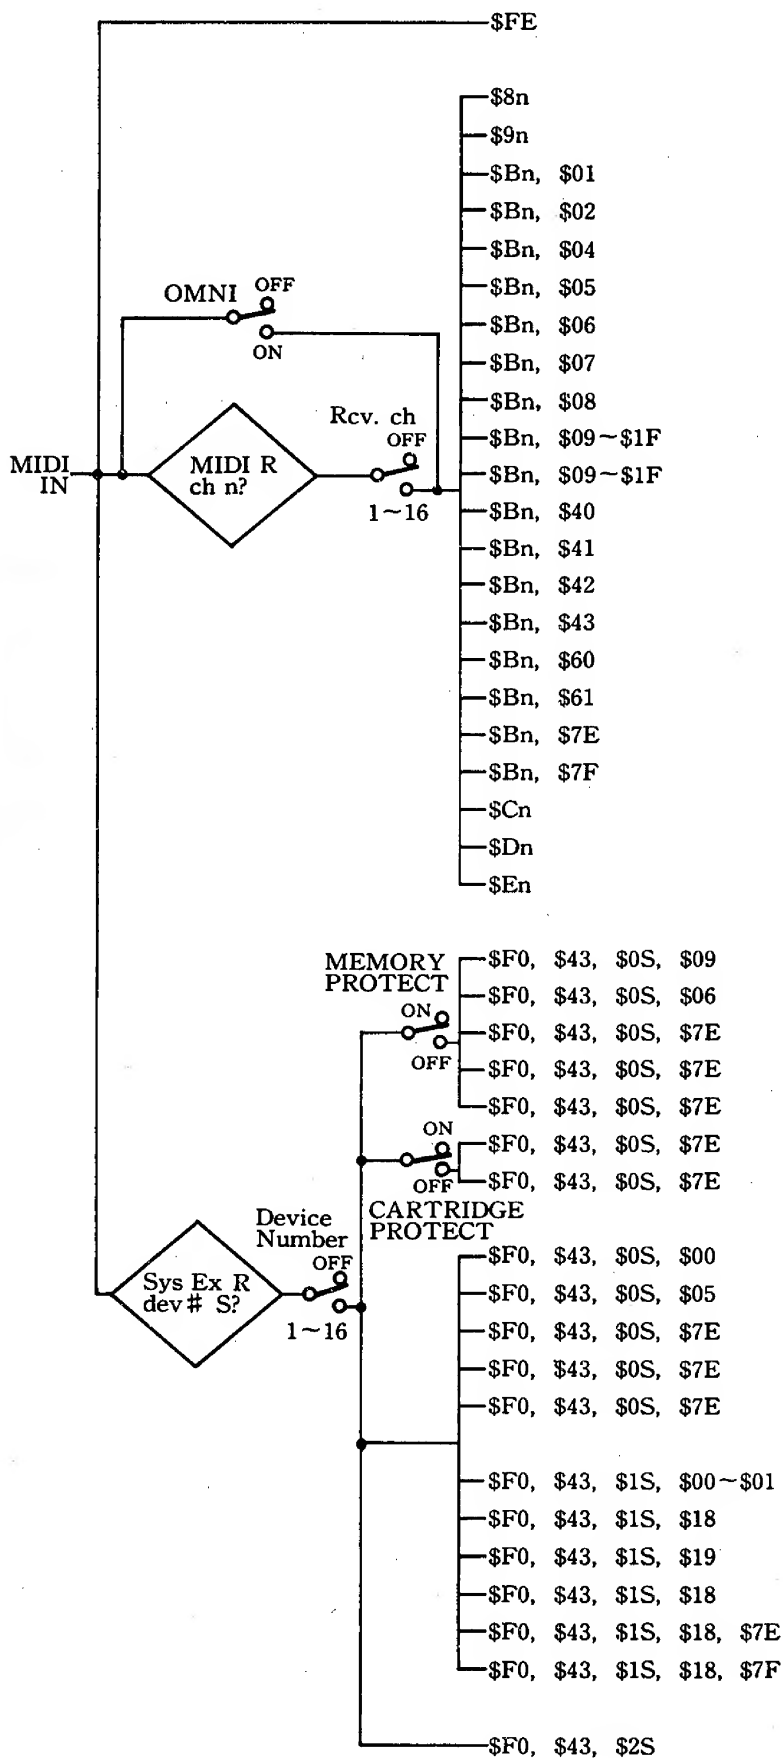 $FE
$8n
$9n
$Bn, $01
$Bn, $02
$Bn, $04
$Bn, $05
$Bn, $06
$Bn, $07
$Bn, $08
$Bn, $09~$1F
$Bn, $09~$1F
$Bn, $40
$Bn, $41
$Bn, $42
$Bn, $43
$Bn, $60
$Bn, $61
$Bn, $7E
$Bn, $7F
$Cn
$Dn
$En
OMNI
OFF
ON
MIDI
IN
MIDI R
ch n?
Rcv. ch
OFF
1~16
MEMORY
PROTECT
ON
OFF
$F0, $43, $0S, $09
$F0, $43, $0S, $06
$F0, $43, $0S, $7E
$F0, $43, $0S, $7E
$F0, $43, $0S, $7E
ON
OFF
CARTRIDGE
PROTECT
$F0, $43, $0S, $7E
$F0, $43, $0S, $7E
Sys Ex R
dev# S?
Device
Number
OFF
1~16
$F0, $43, $0S, $00
$F0, $43, $0S, $05
$F0, $43, $0S, $7E
$F0, $43, $0S, $7E
$F0, $43, $0S, $7E
$F0, $43, $1S, $00~$01
$F0, $43, $1S, $18
$F0, $43, $1S, $19
$F0, $43, $1S, $18
$F0, $43, $1S, $18, $7E
$F0, $43, $1S, $18, $7F
$F0, $43, $2S